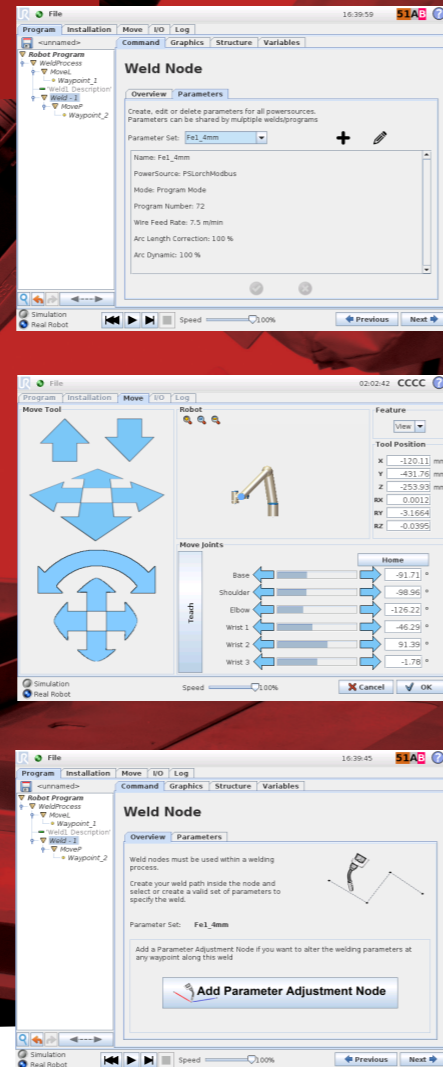 File 16:39:59 51AB ?
Program Installation Move I/O Log
<unnamed> Command Graphics Structure Variables
Robot Program
WeldProcess
MoveL
Waypoint_1
'Weld1 Description'
Weld - 1
MoveP
Waypoint_2
Weld Node
Overview Parameters
Create, edit or delete parameters for all powersources.
Parameters can be shared by mulptiple welds/programs
Parameter Set: Fe1_4mm
Name: Fe1_4mm
PowerSource: PSLorchModbus
Mode: Program Mode
Program Number: 72
Wire Feed Rate: 7.5 m/min
Arc Length Correction: 100 %
Arc Dynamic: 100 %
Simulation
Real Robot
Speed 100% Previous Next
File 02:02:42 CCCC ?
Program Installation Move I/O Log
Move Tool Robot Feature
View
Tool Position
X -120.11 mm
Y -431.76 mm
Z -253.93 mm
RX 0.0012
RY -3.1664
RZ -0.0395
Move Joints
Home
Teach
Base -91.71 °
Shoulder -98.96 °
Elbow -126.22 °
Wrist 1 -46.29 °
Wrist 2 91.39 °
Wrist 3 -1.78 °
Simulation
Real Robot
Speed 100% Cancel OK
File 16:39:45 51AB ?
Program Installation Move I/O Log
<unnamed> Command Graphics Structure Variables
Robot Program
WeldProcess
MoveL
Waypoint_1
'Weld1 Description'
Weld - 1
MoveP
Waypoint_2
Weld Node
Overview Parameters
Weld nodes must be used within a welding
process.
Create your weld path inside the node and
select or create a valid set of parameters to
specify the weld.
Parameter Set: Fe1_4mm
Add a Parameter Adjustment Node if you want to alter the welding parameters at
any waypoint along this weld
Add Parameter Adjustment Node
Simulation
Real Robot
Speed 100% Previous Next